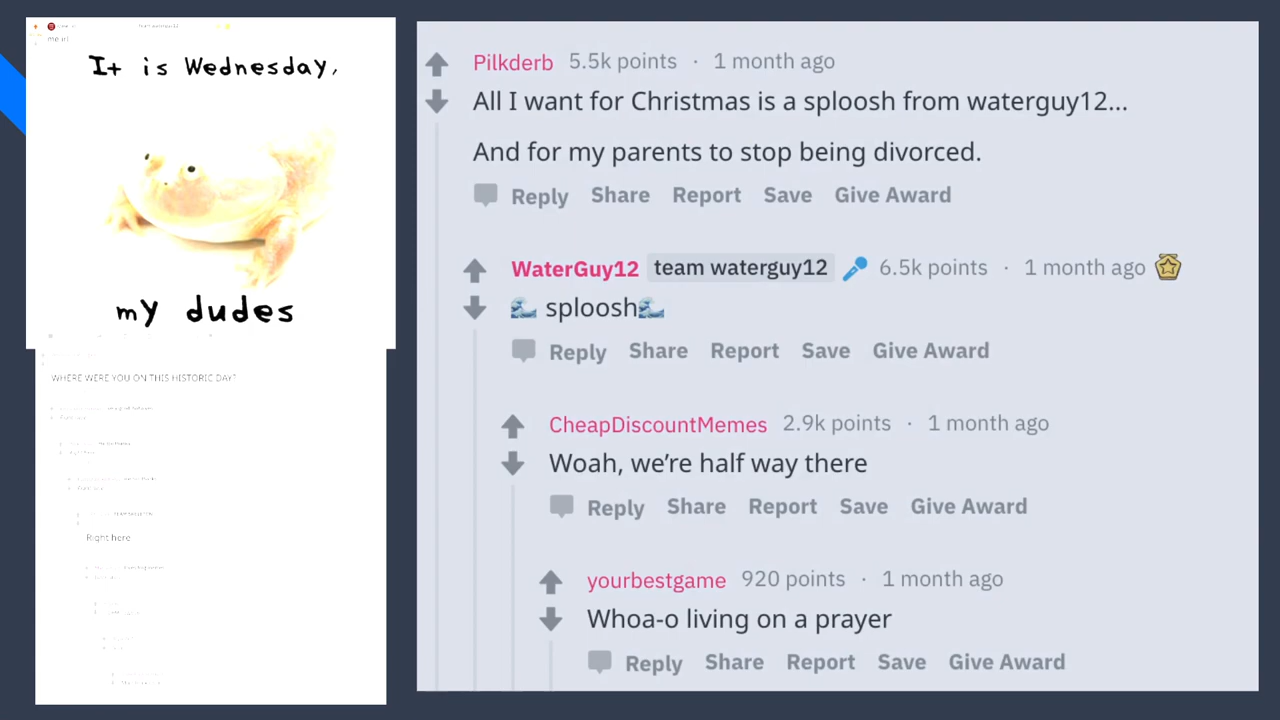 It is Wednesday,
my dudes
WHERE WERE YOU ON THIS HISTORIC DAY?
Right here
Pilkderb 5.5k points · 1 month ago
All I want for Christmas is a sploosh from waterguy12...
And for my parents to stop being divorced.
Reply Share Report Save Give Award
WaterGuy12 team waterguy12 6.5k points · 1 month ago
🌊 sploosh🌊
Reply Share Report Save Give Award
CheapDiscountMemes 2.9k points · 1 month ago
Woah, we’re half way there
Reply Share Report Save Give Award
yourbestgame 920 points · 1 month ago
Whoa-o living on a prayer
Reply Share Report Save Give Award